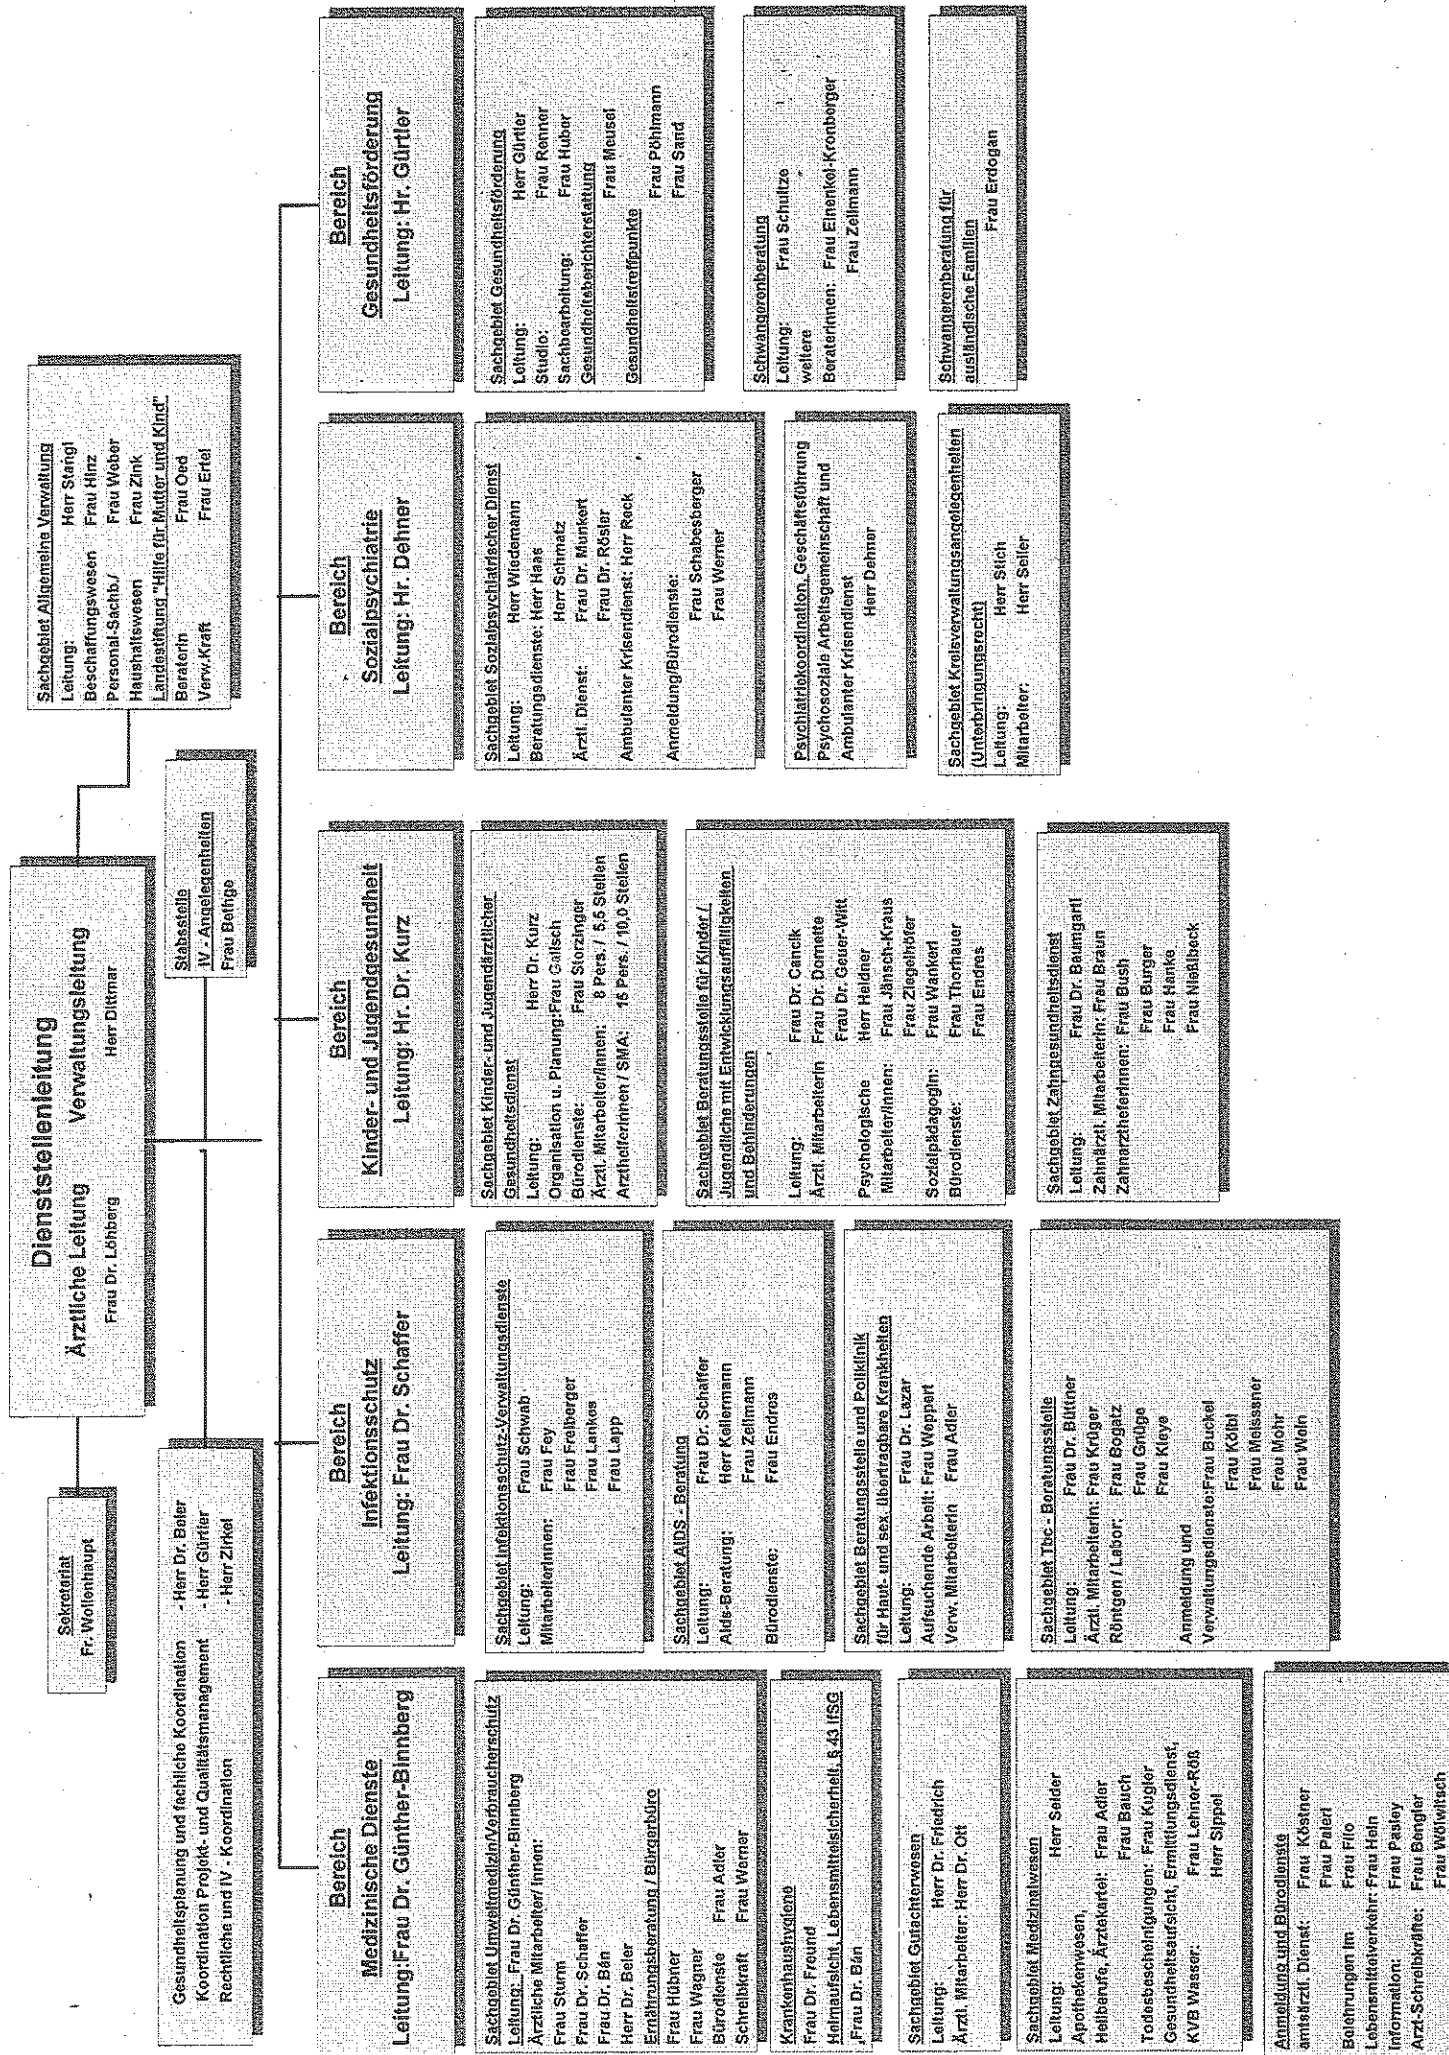 Dienststellenleitung
Ärztliche Leitung Verwaltungsleitung
Frau Dr. Löhberg Herr Dittmar
Sekretariat
Fr. Wollenhaupt
Gesundheitsplanung und fachliche Koordination - Herr Dr. Beier
Koordination Projekt- und Qualitätsmanagement - Herr Gürtler
Rechtliche und IV - Koordination - Herr Zirkel
Stabsstelle
IV - Angelegenheiten
Frau Bethge
Sachgebiet Allgemeine Verwaltung
Leitung: Herr Stangl
Beschaffungswesen Frau Hinz
Personal-Sachb./ Frau Weber
Haushaltswesen Frau Zink
Landestiftung "Hilfe für Mutter und Kind"
Beraterin Frau Oed
Verw.Kraft Frau Ertel
Bereich
Medizinische Dienste
Leitung:Frau Dr. Günther-Binnberg
Sachgebiet Umweltmedizin/Verbraucherschutz
Leitung: Frau Dr. Günther-Binnberg
Ärztliche Mitarbeiter/ Innen:
Frau Sturm
Frau Dr. Schaffer
Frau Dr. Bán
Herr Dr. Beier
Ernährungsberatung / Bürgerbüro
Frau Hübner
Frau Wagner
Bürodienste Frau Adler
Schreibkraft Frau Werner
Krankenhaushygiene
Frau Dr. Freund
Heimaufsicht, Lebensmittelsicherheit, § 43 IfSG
Frau Dr. Bán
Sachgebiet Gutachterwesen
Leitung: Herr Dr. Friedrich
Ärztl. Mitarbeiter: Herr Dr. Ott
Sachgebiet Medizinalwesen
Leitung: Herr Seider
Apothekenwesen,
Heilberufe, Ärztekartei: Frau Adler
Frau Bauch
Todesbescheinigungen: Frau Kugler
Gesundheitsaufsicht, Ermittlungsdienst,
KVB Wasser: Frau Lehner-Röß
Herr Sippel
Anmeldung und Bürodienste
amtsärztl. Dienst: Frau Köstner
Frau Paierl
Belehrungen im Frau Filo
Lebensmittelverkehr: Frau Hein
Information: Frau Pasley
Arzt-Schreibkräfte: Frau Bengler
Frau Wölwitsch
Bereich
Infektionsschutz
Leitung: Frau Dr. Schaffer
Sachgebiet Infektionsschutz-Verwaltungsdienste
Leitung: Frau Schwab
MitarbeiterInnen: Frau Fey
Frau Freiberger
Frau Lankes
Frau Lapp
Sachgebiet AIDS - Beratung
Leitung: Frau Dr. Schaffer
Aids-Beratung: Herr Kellermann
Frau Zellmann
Bürodienste: Frau Endres
Sachgebiet Beratungsstelle und Poliklinik
für Haut- und sex. übertragbare Krankheiten
Leitung: Frau Dr. Lazar
Aufsuchende Arbeit: Frau Weppert
Verw. Mitarbeiterin Frau Adler
Sachgebiet Tbc - Beratungsstelle
Leitung: Frau Dr. Büttner
Ärztl. Mitarbeiterin: Frau Krüger
Röntgen / Labor: Frau Bogatz
Frau Gnüge
Frau Kleye
Anmeldung und
Verwaltungsdienste:Frau Buckel
Frau Kölbl
Frau Meissner
Frau Mohr
Frau Wein
Bereich
Kinder- und Jugendgesundheit
Leitung: Hr. Dr. Kurz
Sachgebiet Kinder- und Jugendärztlicher
Gesundheitsdienst
Leitung: Herr Dr. Kurz
Organisation u. Planung:Frau Galisch
Bürodienste: Frau Storzinger
Ärztl. Mitarbeiter/innen: 8 Pers. / 5,5 Stellen
Arzthelferinnen / SMA: 15 Pers. / 10,0 Stellen
Sachgebiet Beratungsstelle für Kinder /
Jugendliche mit Entwicklungsauffälligkeiten
und Behinderungen
Leitung: Frau Dr. Cancik
Ärztl. Mitarbeiterin Frau Dr. Domette
Frau Dr. Geuer-Witt
Psychologische Herr Heldner
Mitarbeiter/innen: Frau Jänsch-Kraus
Frau Ziegelhöfer
SozialpädagogIn: Frau Wankerl
Bürodienste: Frau Thornauer
Frau Endres
Sachgebiet Zahngesundheitsdienst
Leitung: Frau Dr. Baumgartl
Zahnärztl. MitarbeiterIn: Frau Braun
ZahnarzthelferInnen: Frau Bush
Frau Burger
Frau Hanke
Frau Nießlbeck
Bereich
Sozialpsychiatrie
Leitung: Hr. Dehner
Sachgebiet Sozialpsychiatrischer Dienst
Leitung: Herr Wiedemann
Beratungsdienste: Herr Haas
Herr Schmatz
Ärztl. Dienst: Frau Dr. Munkert
Frau Dr. Rösler
Ambulanter Krisendienst: Herr Reck
Anmeldung/Bürodienste:
Frau Schabesberger
Frau Werner
Psychiatriekoordination, Geschäftsführung
Psychosoziale Arbeitsgemeinschaft und
Ambulanter Krisendienst
Herr Dehner
Sachgebiet Kreisverwaltungsangelegenheiten
(Unterbringungsrecht)
Leitung: Herr Stich
Mitarbeiter: Herr Seiler
Bereich
Gesundheitsförderung
Leitung: Hr. Gürtler
Sachgebiet Gesundheitsförderung
Leitung: Herr Gürtler
Studio: Frau Renner
Sachbearbeitung: Frau Huber
Gesundheitsberichterstattung
Frau Meusel
Gesundheitstreffpunkte
Frau Pöhlmann
Frau Sand
Schwangerenberatung
Leitung: Frau Schultze
weitere
BeraterInnen: Frau Einenkel-Kronberger
Frau Zellmann
Schwangerenberatung für
ausländische Familien
Frau Erdogan